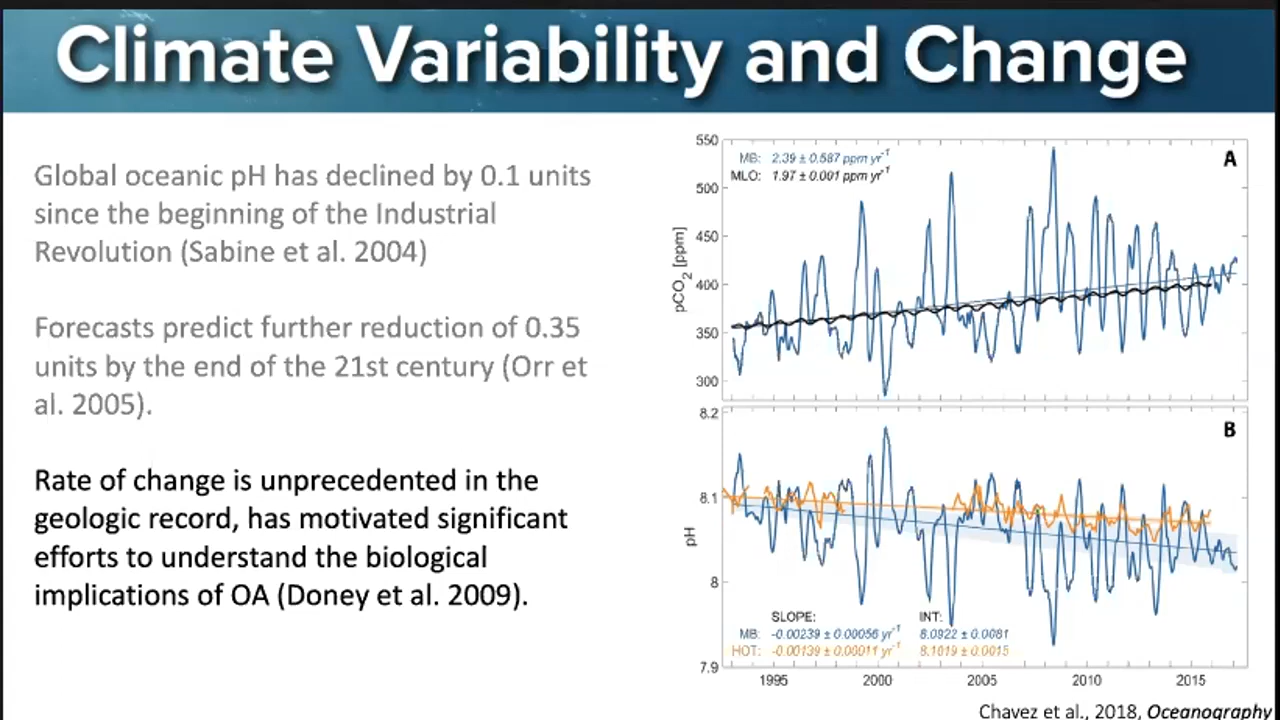 Climate Variability and Change
Global oceanic pH has declined by 0.1 units
since the beginning of the Industrial
Revolution (Sabine et al. 2004)
Forecasts predict further reduction of 0.35
units by the end of the 21st century (Orr et
al. 2005).
Rate of change is unprecedented in the
geologic record, has motivated significant
efforts to understand the biological
implications of OA (Doney et al. 2009).
550
500
450
400
350
300
pCO2 [ppm]
MB: 2.39 ± 0.587 ppm yr-1
MLO: 1.97 ± 0.001 ppm yr-1
A
8.2
8.1
8
7.9
pH
B
SLOPE: INT:
MB: -0.00239 ± 0.00056 yr-1 8.0922 ± 0.0081
HOT: -0.00139 ± 0.00011 yr-1 8.1019 ± 0.0015
1995 2000 2005 2010 2015
Chavez et al., 2018, Oceanography